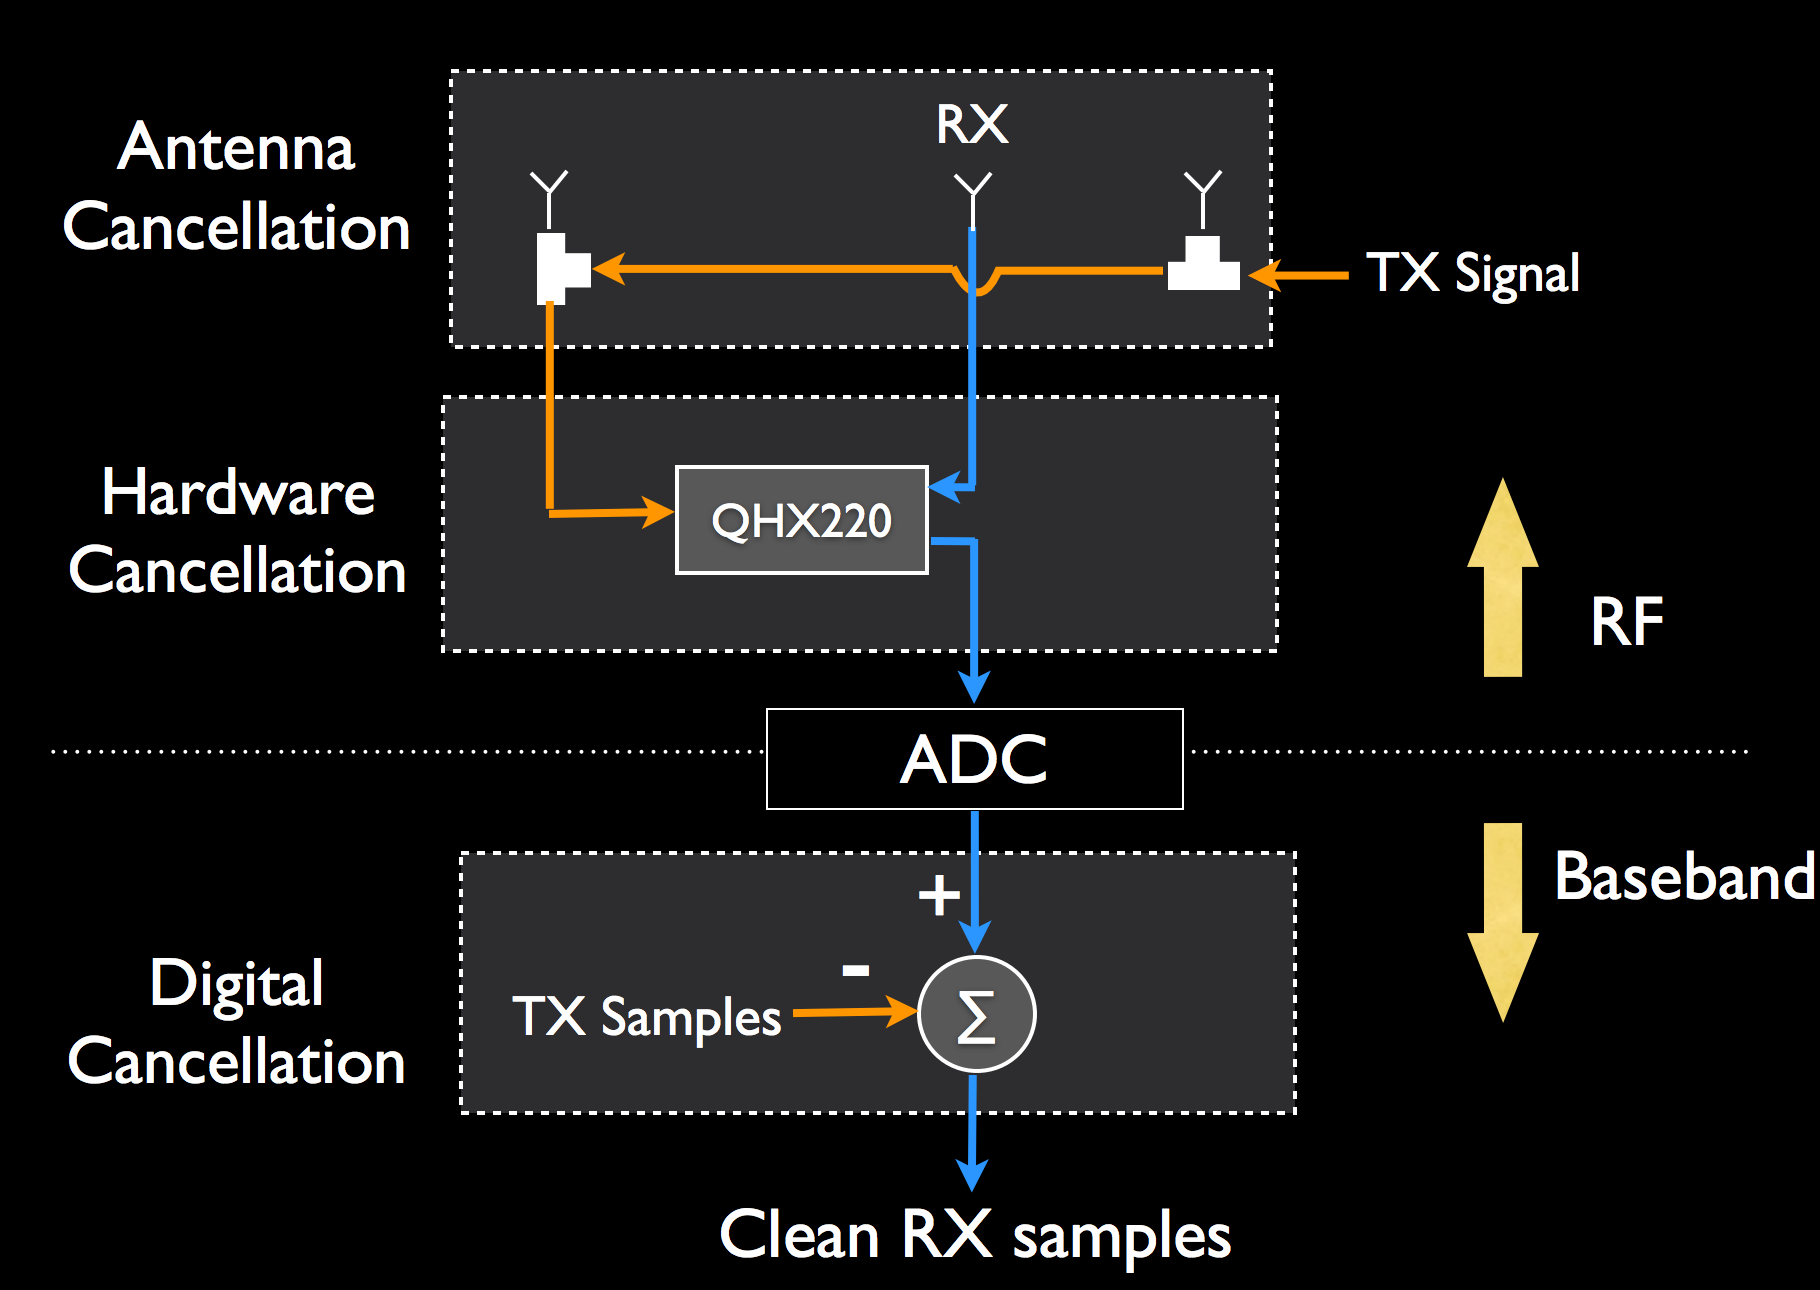 Antenna
Cancellation
RX
TX Signal
Hardware
Cancellation
QHX220
RF
ADC
Baseband
+
-
Digital
Cancellation
TX Samples
Σ
Clean RX samples